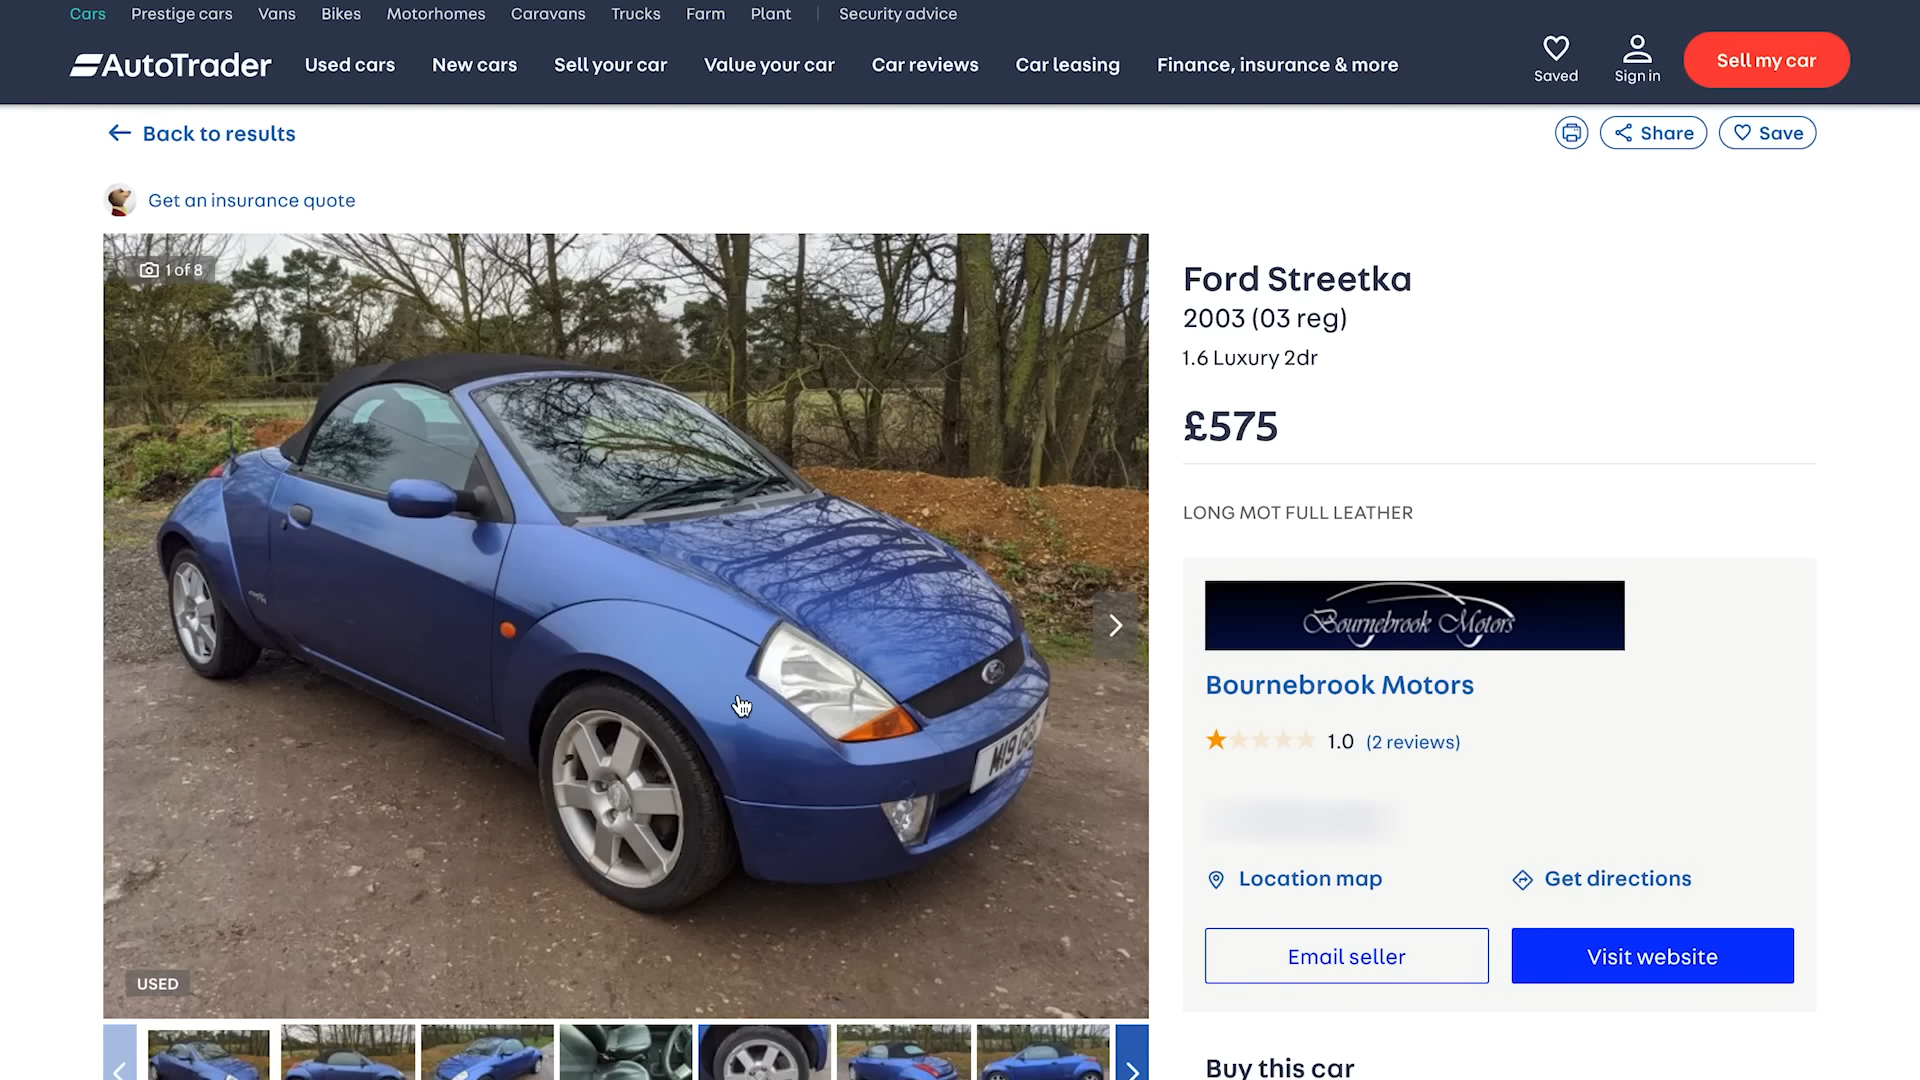 Cars Prestige cars Vans Bikes Motorhomes Caravans Trucks Farm Plant | Security advice
AutoTrader Used cars New cars Sell your car Value your car Car reviews Car leasing Finance, insurance & more Saved Sign in Sell my car
Back to results Share Save
Get an insurance quote
1 of 8
Ford Streetka
2003 (03 reg)
1.6 Luxury 2dr
£575
LONG MOT FULL LEATHER
Bournebrook Motors
Bournebrook Motors
1.0 (2 reviews)
Location map Get directions
Email seller Visit website
USED
Buy this car